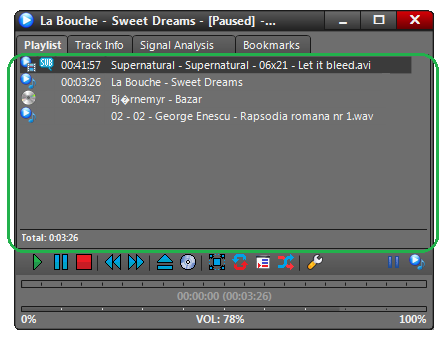 La Bouche - Sweet Dreams - [Paused] -...
Playlist Track Info Signal Analysis Bookmarks
SUB 00:41:57 Supernatural - Supernatural - 06x21 - Let it bleed.avi
00:03:26 La Bouche - Sweet Dreams
00:04:47 Bj�rnemyr - Bazar
02 - 02 - George Enescu - Rapsodia romana nr 1.wav
Total: 0:03:26
00:00:00 (00:03:26)
0% VOL: 78% 100%